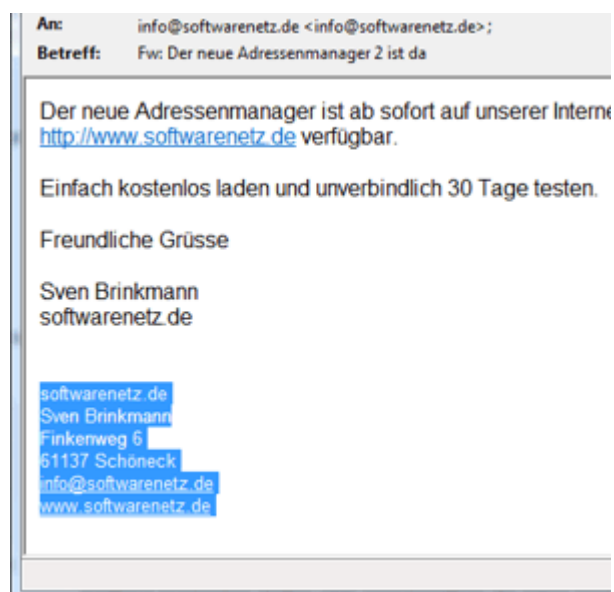 An: info@softwarenetz.de <info@softwarenetz.de>;
Betreff: Fw: Der neue Adressenmanager 2 ist da
Der neue Adressenmanager ist ab sofort auf unserer
http://www.softwarenetz.de verfügbar.
Einfach kostenlos laden und unverbindlich 30 Tage testen.
Freundliche Grüsse
Sven Brinkmann
softwarenetz.de
softwarenetz.de
Sven Brinkmann
Finkenweg 6
61137 Schöneck
info@softwarenetz.de
www.softwarenetz.de